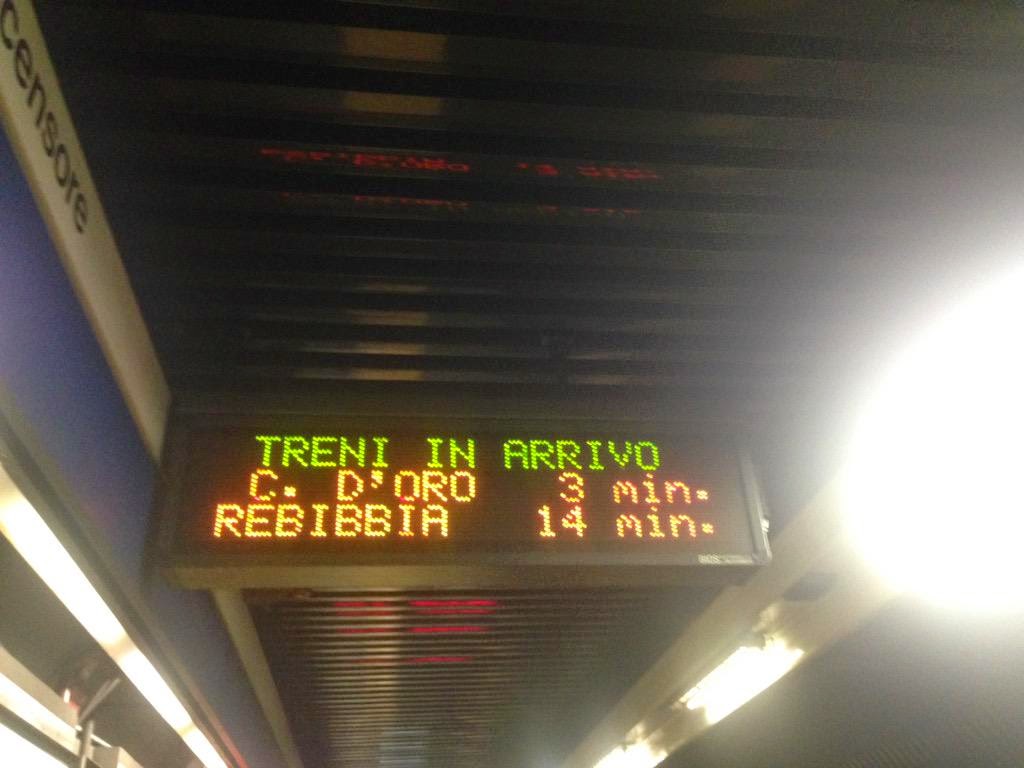 censore
TRENI IN ARRIVO
C. D'ORO 3 min.
REBIBBIA 14 min.